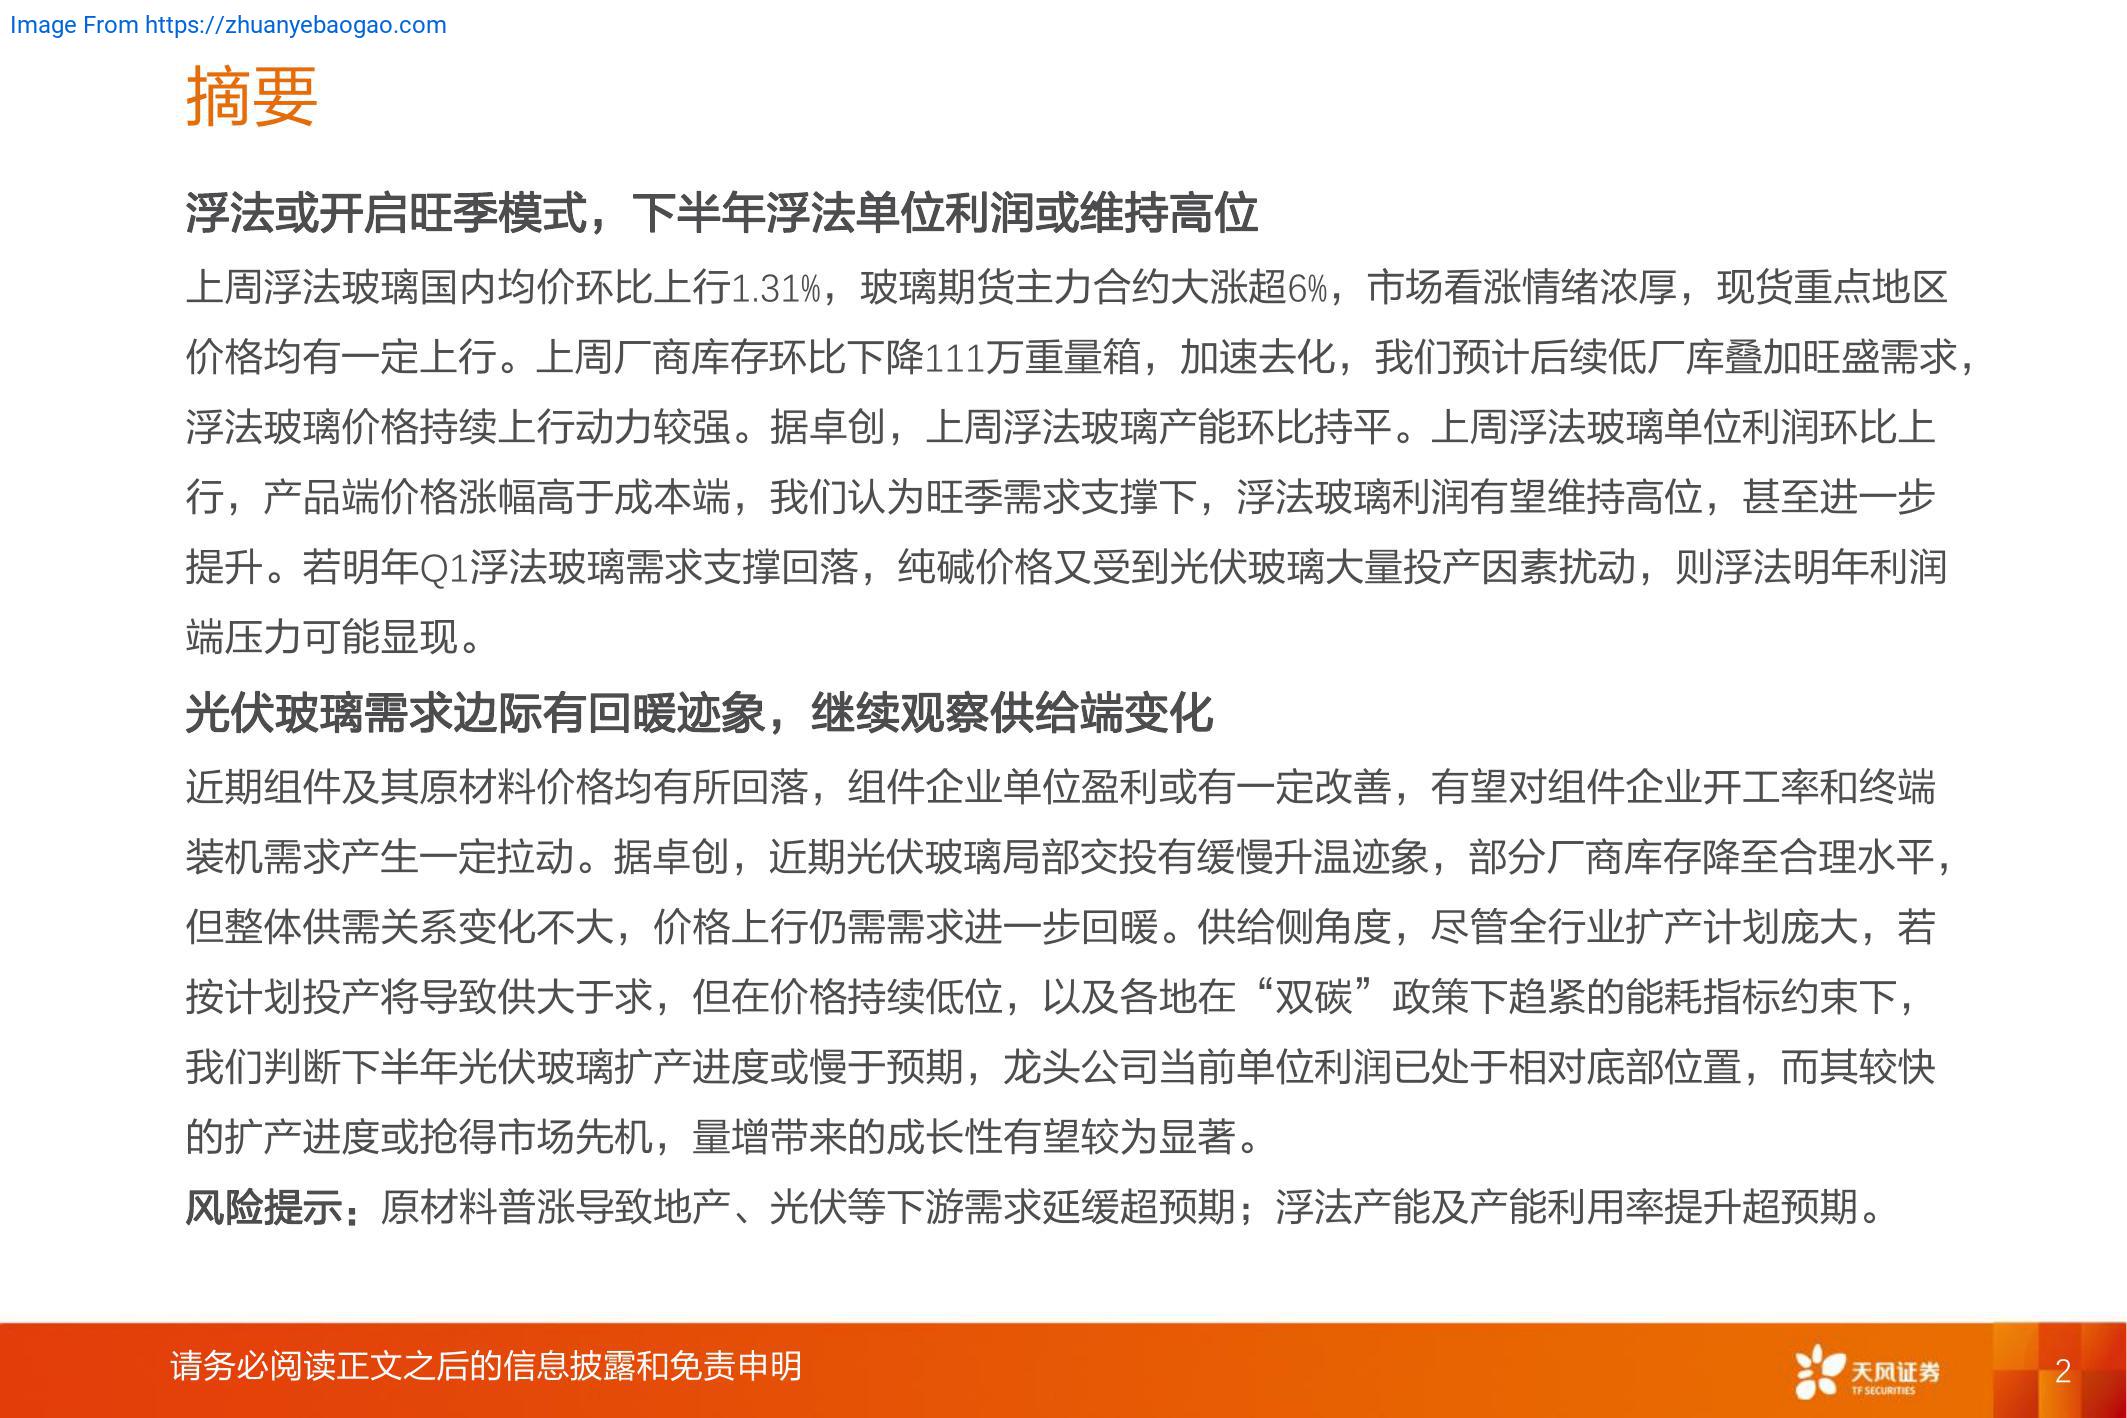 Image From https://zhuanyebaogao.com
摘要
浮法或开启旺季模式，下半年浮法单位利润或维持高位
上周浮法玻璃国内均价环比上行1.31%，玻璃期货主力合约大涨超6%，市场看涨情绪浓厚，现货重点地区
价格均有一定上行。上周厂商库存环比下降111万重量箱，加速去化，我们预计后续低厂库叠加旺盛需求，
浮法玻璃价格持续上行动力较强。据卓创，上周浮法玻璃产能环比持平。上周浮法玻璃单位利润环比上
行，产品端价格涨幅高于成本端，我们认为旺季需求支撑下，浮法玻璃利润有望维持高位，甚至进一步
提升。若明年Q1浮法玻璃需求支撑回落，纯碱价格又受到光伏玻璃大量投产因素扰动，则浮法明年利润
端压力可能显现。
光伏玻璃需求边际有回暖迹象，继续观察供给端变化
近期组件及其原材料价格均有所回落，组件企业单位盈利或有一定改善，有望对组件企业开工率和终端
装机需求产生一定拉动。据卓创，近期光伏玻璃局部交投有缓慢升温迹象，部分厂商库存降至合理水平，
但整体供需关系变化不大，价格上行仍需需求进一步回暖。供给侧角度，尽管全行业扩产计划庞大，若
按计划投产将导致供大于求，但在价格持续低位，以及各地在“双碳”政策下趋紧的能耗指标约束下，
我们判断下半年光伏玻璃扩产进度或慢于预期，龙头公司当前单位利润已处于相对底部位置，而其较快
的扩产进度或抢得市场先机，量增带来的成长性有望较为显著。
风险提示：原材料普涨导致地产、光伏等下游需求延缓超预期；浮法产能及产能利用率提升超预期。
请务必阅读正文之后的信息披露和免责申明
天风证券
TF SECURITIES
2